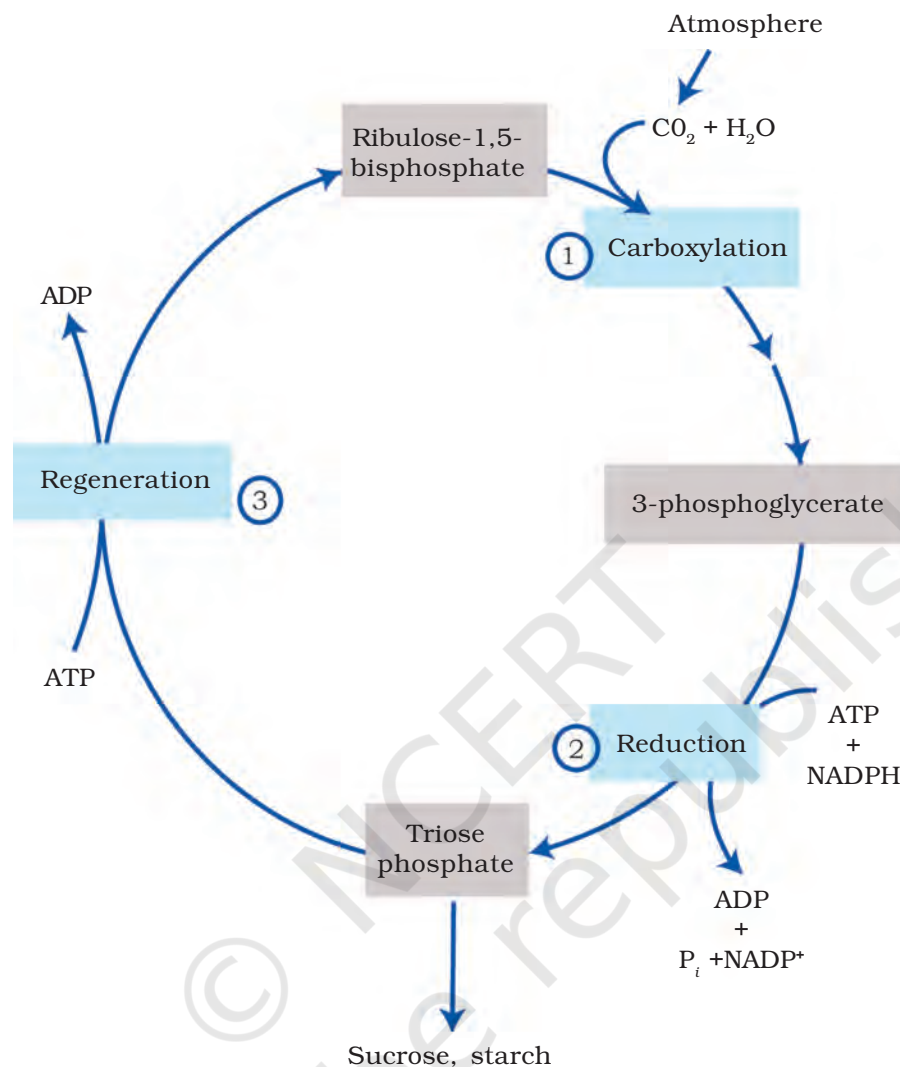 Atmosphere
C0₂ + H₂O
Ribulose-1,5-
bisphosphate
1
Carboxylation
ADP
Regeneration
3
3-phosphoglycerate
ATP
2
Reduction
ATP
+
NADPH
Triose
phosphate
ADP
+
Pᵢ +NADP⁺
Sucrose, starch
© NCERT
e republis